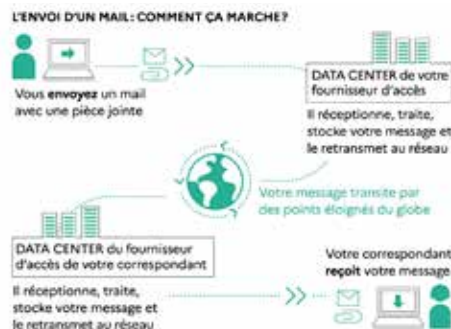 L'ENVOI D'UN MAIL : COMMENT ÇA MARCHE ?
Vous envoyez un mail
avec une pièce jointe
DATA CENTER de votre
fournisseur d'accès
Il réceptionne, traite,
stocke votre message et
le retransmet au réseau
Votre message transite par
des points éloignés du globe
DATA CENTER du fournisseur
d'accès de votre correspondant
Il réceptionne, traite,
stocke votre message et
le retransmet au réseau
Votre correspondant
reçoit votre message